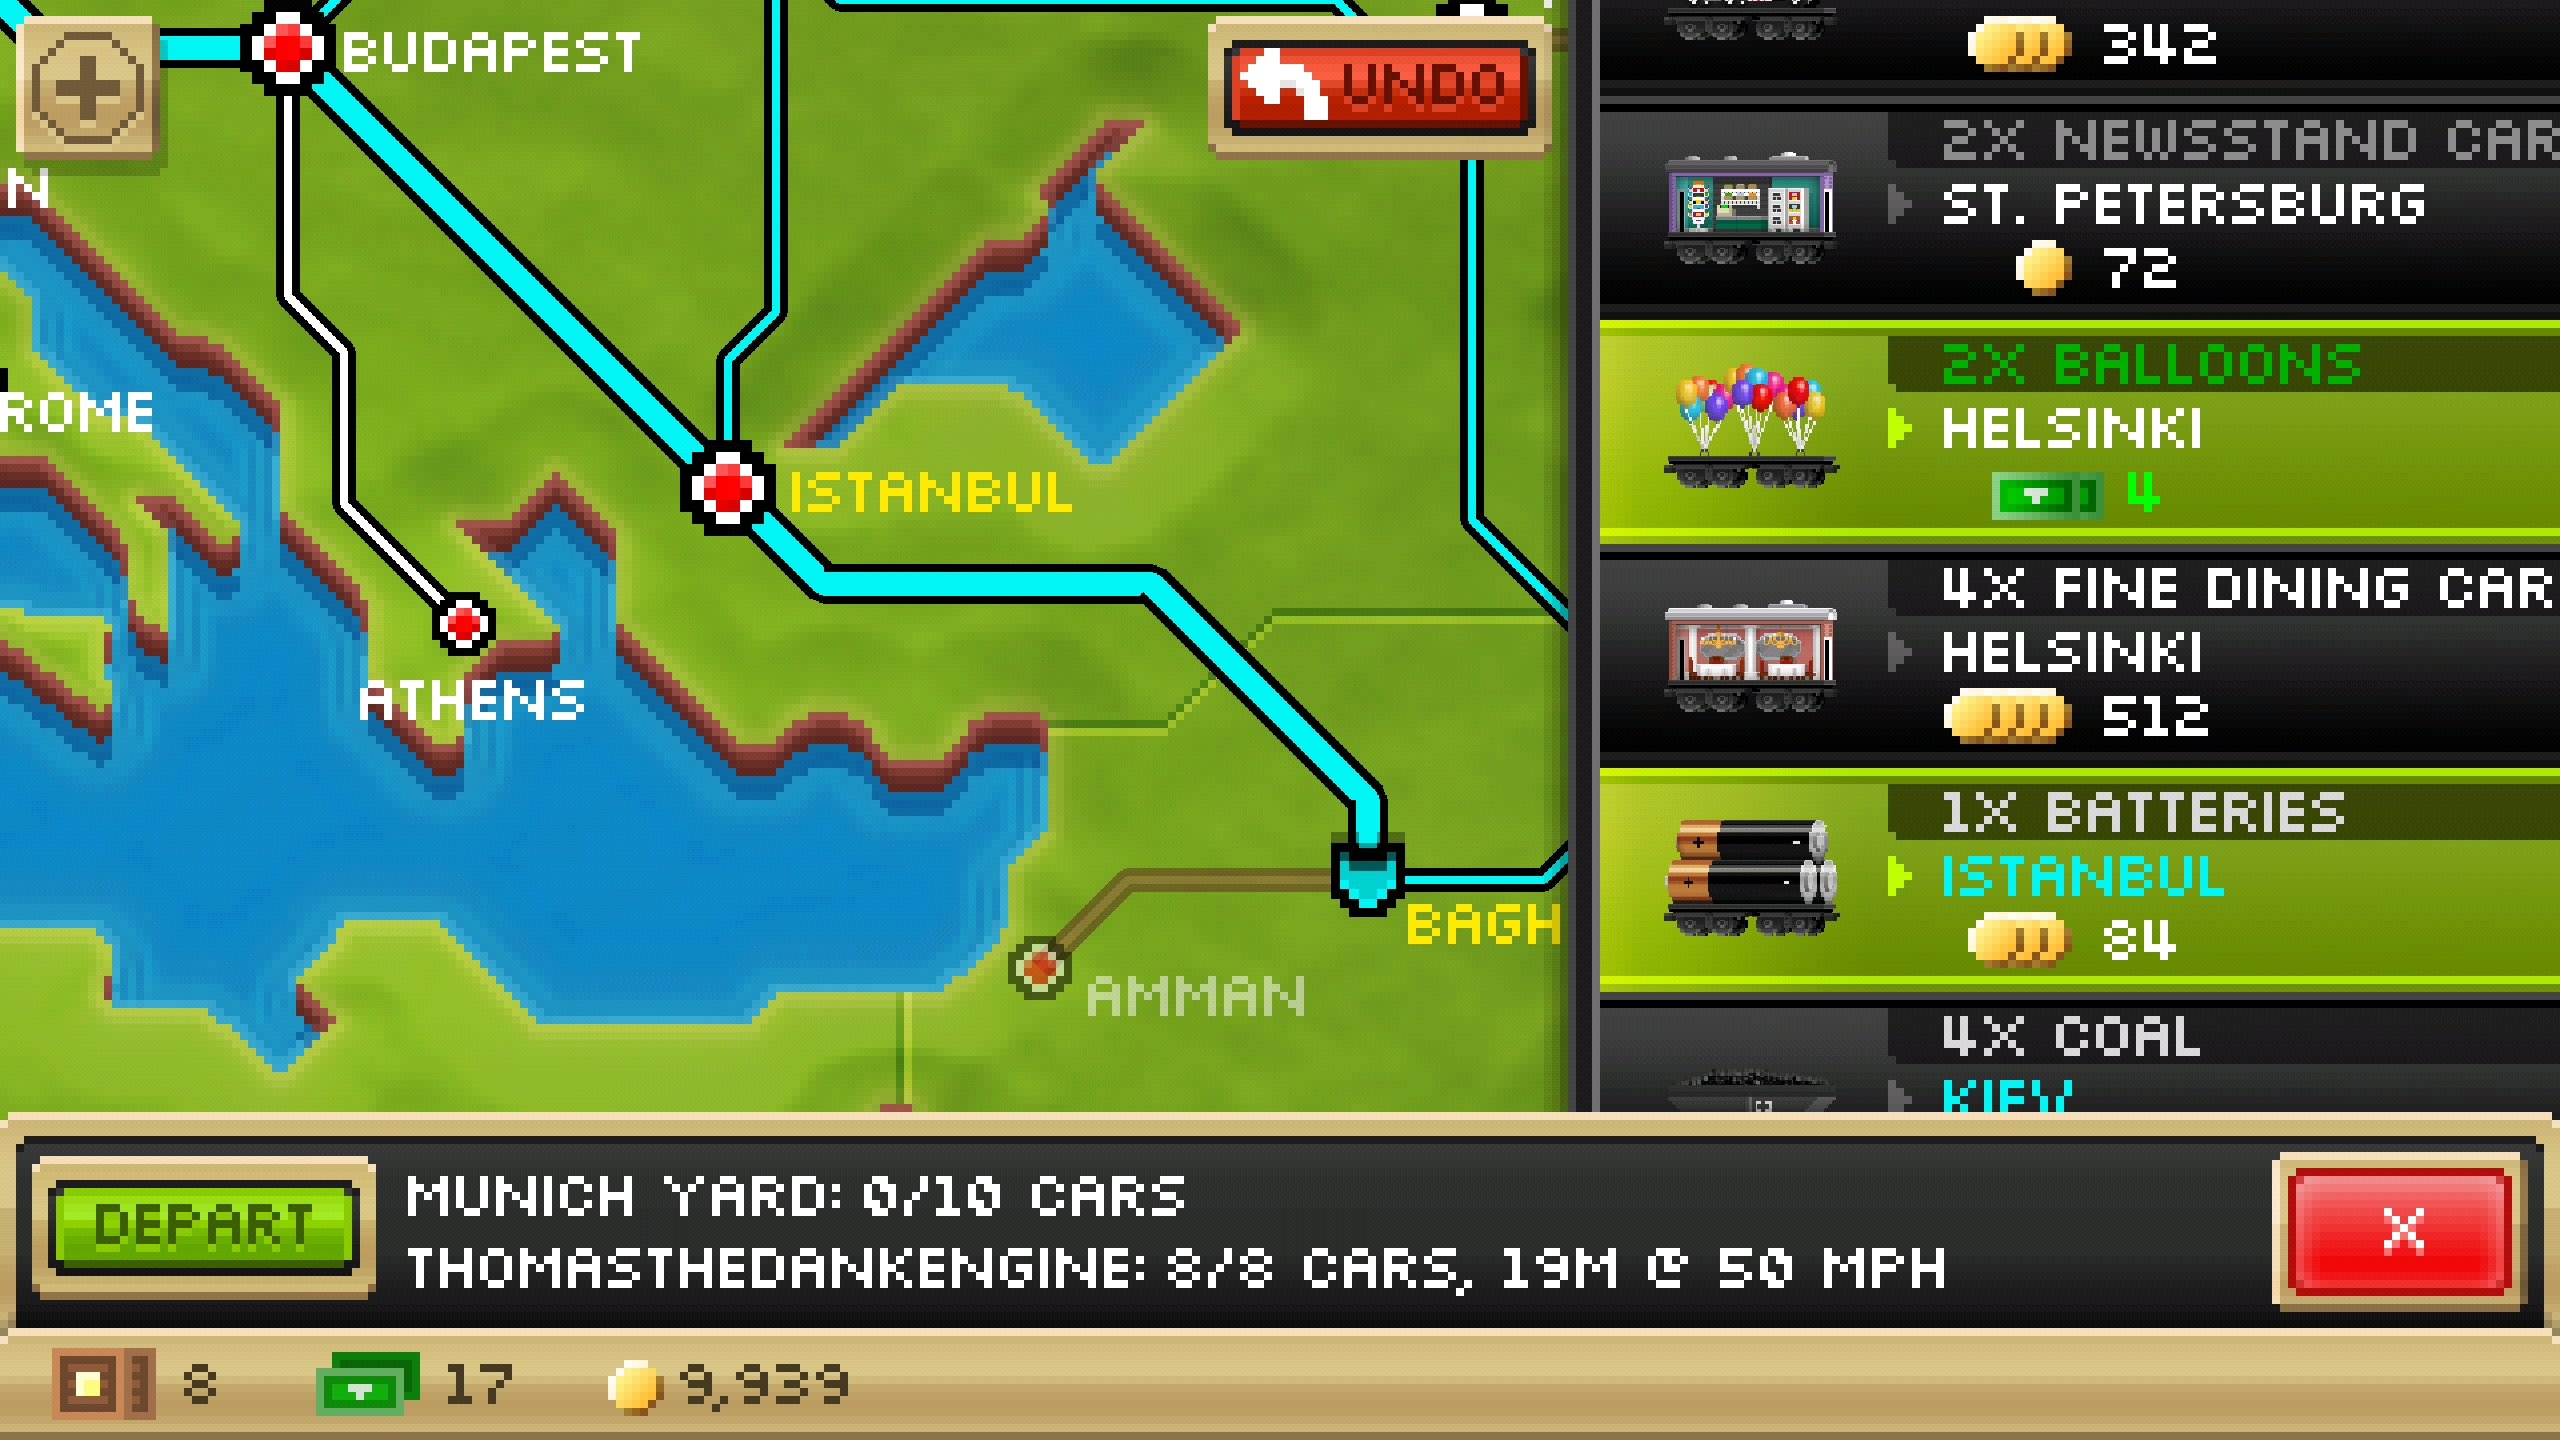 BUDAPEST
UNDO
N
ROME
ISTANBUL
ATHENS
BAGH
AMMAN
342
2X NEWSSTAND CAR
ST. PETERSBURG
72
2X BALLOONS
HELSINKI
4
4X FINE DINING CAR
HELSINKI
512
1X BATTERIES
ISTANBUL
84
4X COAL
KIEV
DEPART
MUNICH YARD: 0/10 CARS
THOMASTHEDANKENGINE: 8/8 CARS, 19M @ 50 MPH
X
8
17
9,939